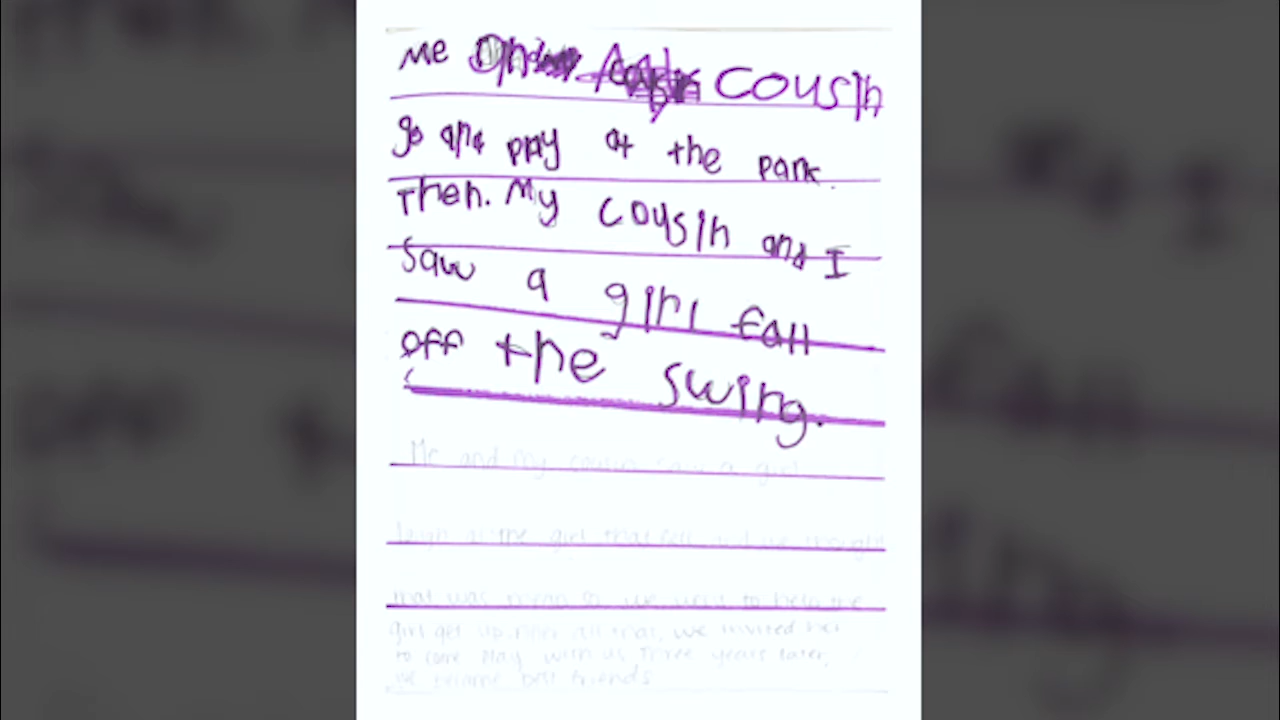 Me cousin
go and play at the park.
Then. My cousin and I
saw a girl fall
off the swing.
Me and my cousin saw a girl
laugh at the girl that fell and we thought
that was mean so we went to help the
girl get up. After all that, we invited her
to come play with us. Three years later,
we became best friends